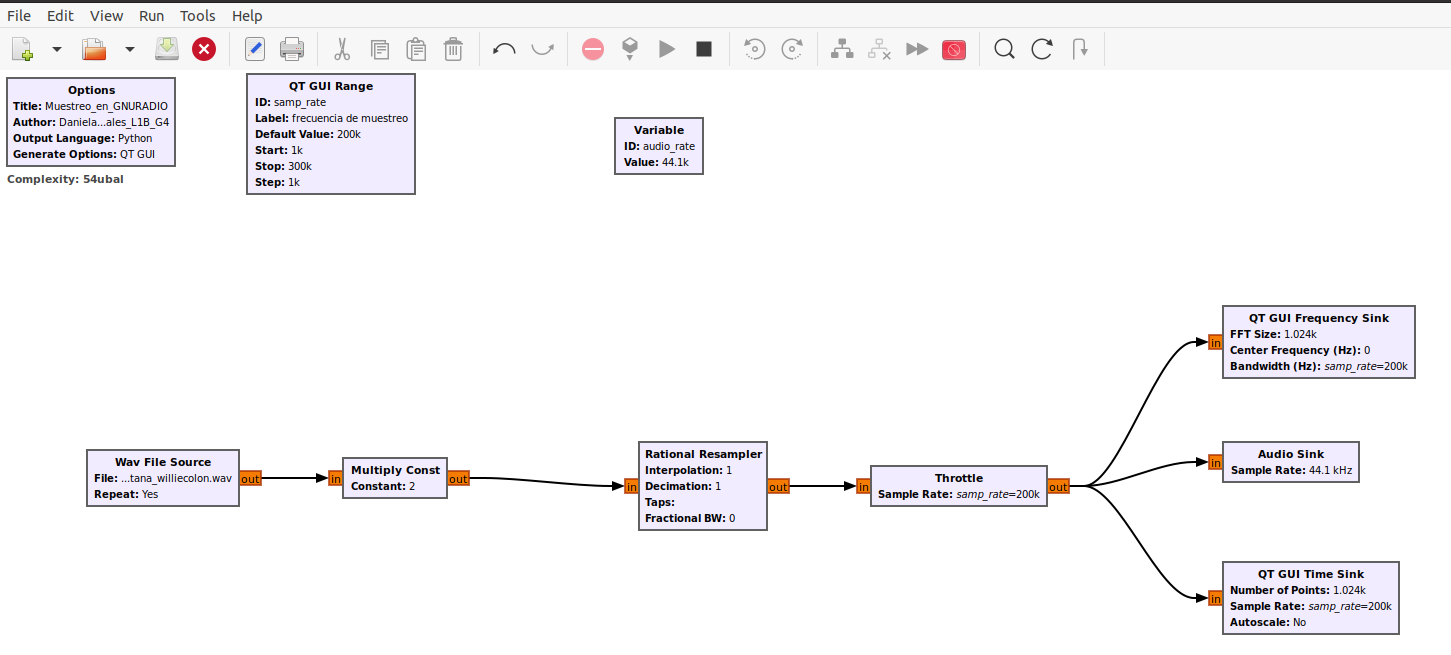 File Edit View Run Tools Help
Options
Title: Muestreo_en_GNURADIO
Author: Daniela...ales_L1B_G4
Output Language: Python
Generate Options: QT GUI
Complexity: 54ubal
QT GUI Range
ID: samp_rate
Label: frecuencia de muestreo
Default Value: 200k
Start: 1k
Stop: 300k
Step: 1k
Variable
ID: audio_rate
Value: 44.1k
Wav File Source
File: ...tana_williecolon.wav
Repeat: Yes
out
in
Multiply Const
Constant: 2
out
in
Rational Resampler
Interpolation: 1
Decimation: 1
Taps:
Fractional BW: 0
out
in
Throttle
Sample Rate: samp_rate=200k
out
in
QT GUI Frequency Sink
FFT Size: 1.024k
Center Frequency (Hz): 0
Bandwidth (Hz): samp_rate=200k
in
Audio Sink
Sample Rate: 44.1 kHz
in
QT GUI Time Sink
Number of Points: 1.024k
Sample Rate: samp_rate=200k
Autoscale: No